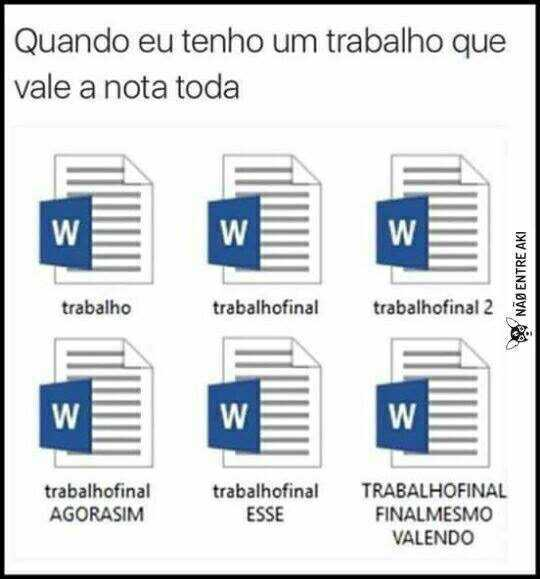 Quando eu tenho um trabalho que
vale a nota toda
W W W
trabalho trabalhofinal trabalhofinal 2
W W W
trabalhofinal trabalhofinal TRABALHOFINAL
AGORASIM ESSE FINALMESMO
VALENDO
NÃO ENTRE AKI